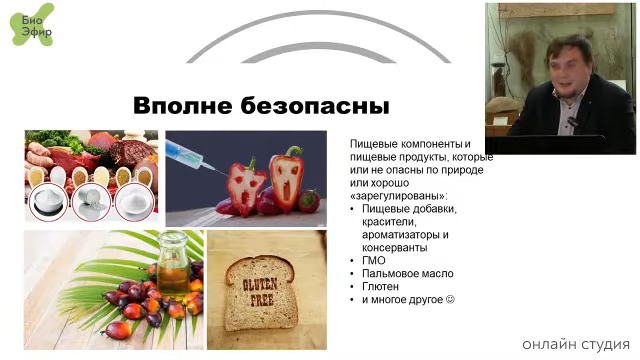 Био
Эфир
Вполне безопасны
Пищевые компоненты и
пищевые продукты, которые
или не опасны по природе
или хорошо
«зарегулированы»:
• Пищевые добавки,
красители,
ароматизаторы и
консерванты
• ГМО
• Пальмовое масло
• Глютен
• и многое другое ☺
GLUTEN
FREE
онлайн студия